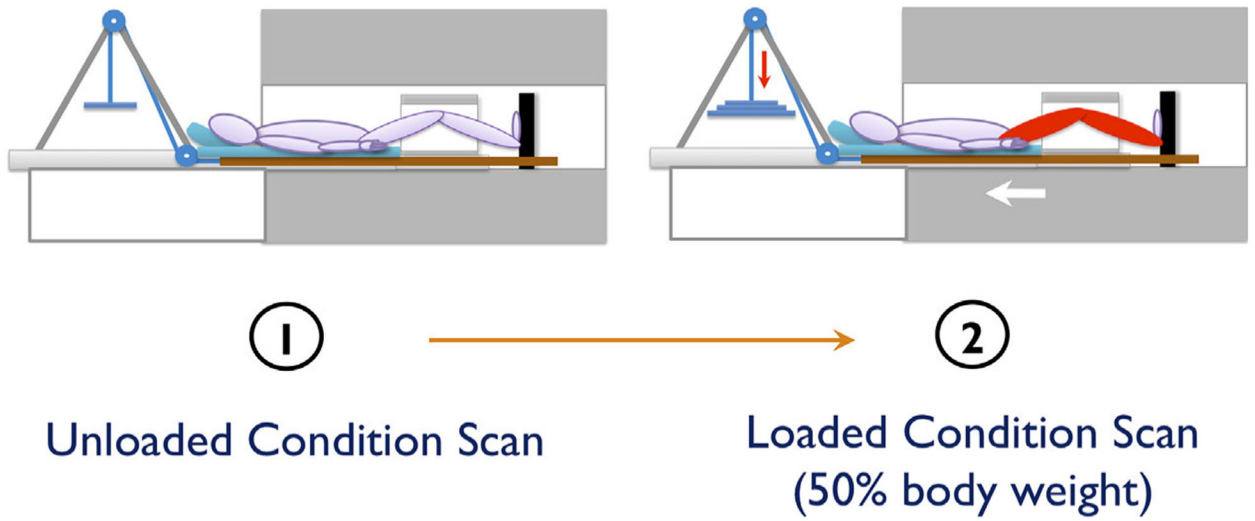 1
2
Unloaded Condition Scan
Loaded Condition Scan
(50% body weight)